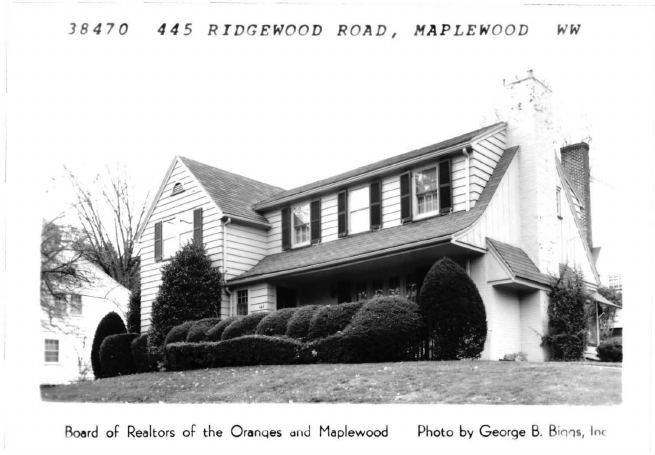 38470 445 RIDGEWOOD ROAD, MAPLEWOOD WW
Board of Realtors of the Oranges and Maplewood Photo by George B. Biggs, Inc